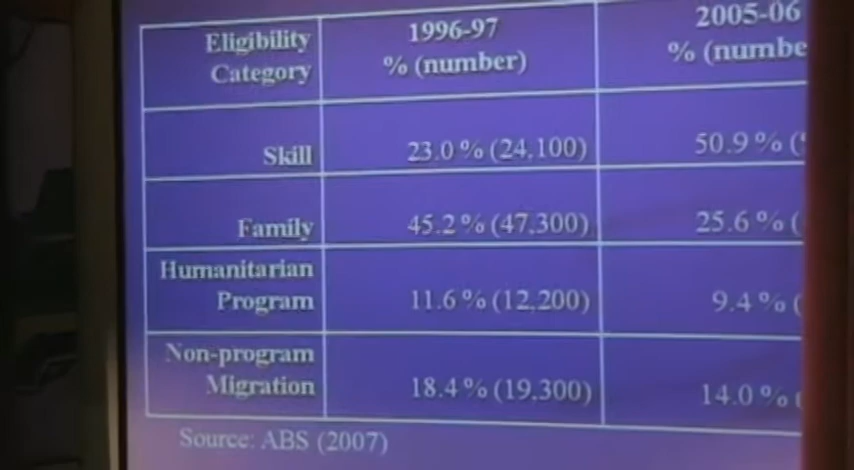 Eligibility Category 1996-97 % (number) 2005-06 % (numbe
Skill 23.0 % (24,100) 50.9 % (
Family 45.2 % (47,300) 25.6 % (
Humanitarian Program 11.6 % (12,200) 9.4 % (
Non-program Migration 18.4 % (19,300) 14.0 % (
Source: ABS (2007)